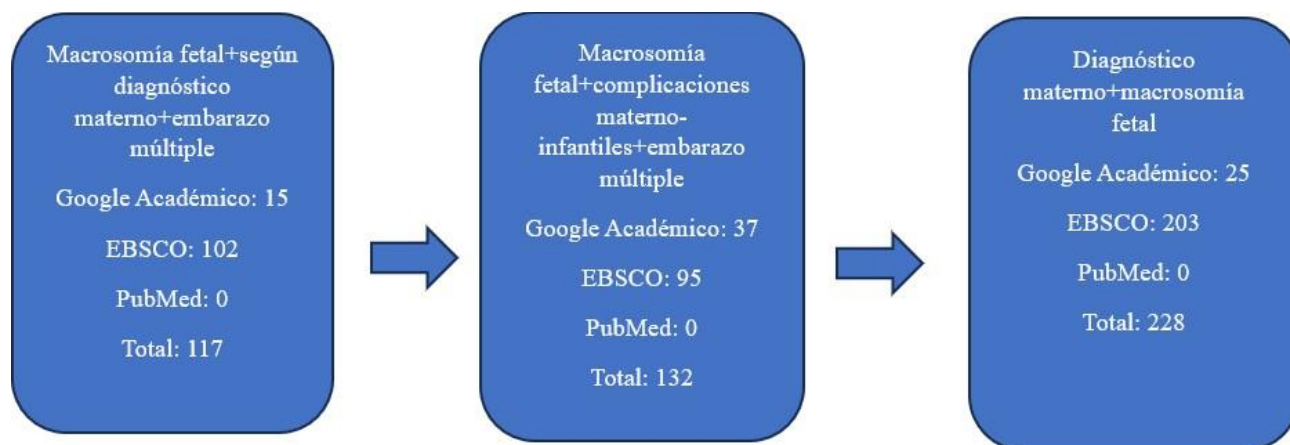 Macrosomía fetal+según
diagnóstico
materno+embarazo
múltiple
Google Académico: 15
EBSCO: 102
PubMed: 0
Total: 117
Macrosomía
fetal+complicaciones
materno-
infantiles+embarazo
múltiple
Google Académico: 37
EBSCO: 95
PubMed: 0
Total: 132
Diagnóstico
materno+macrosomía
fetal
Google Académico: 25
EBSCO: 203
PubMed: 0
Total: 228